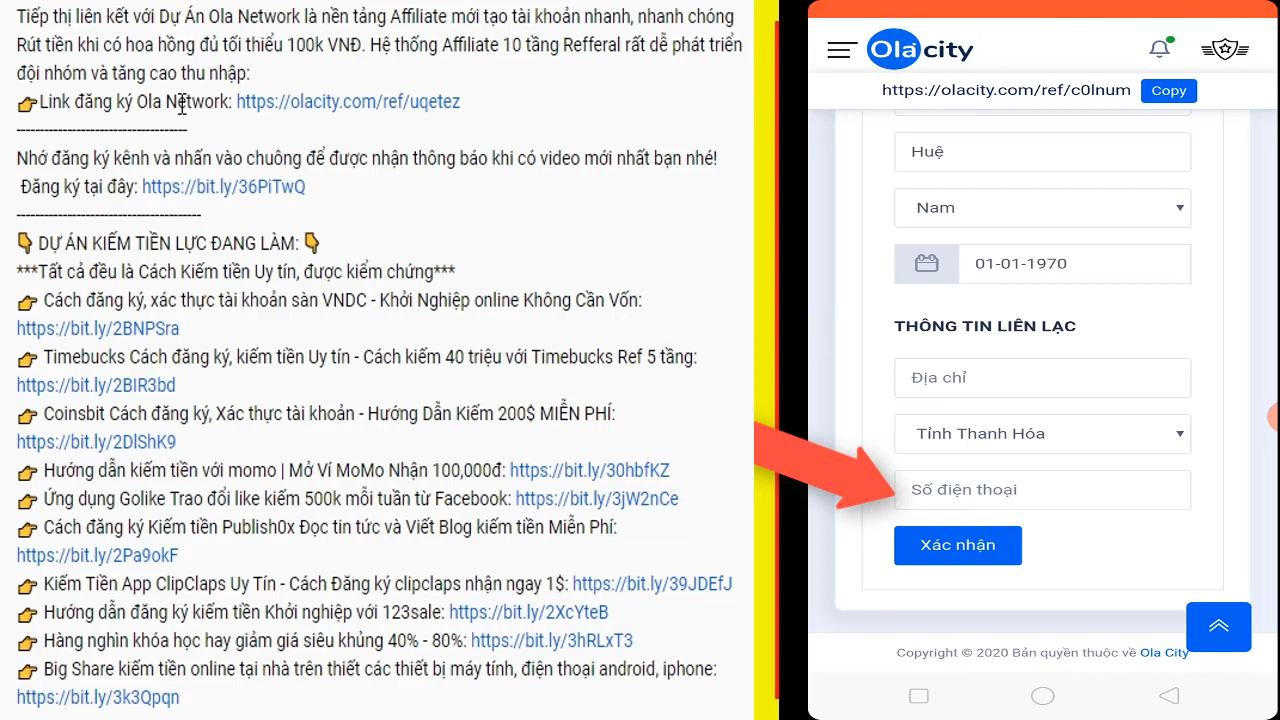 Tiếp thị liên kết với Dự Án Ola Network là nền tảng Affiliate mới tạo tài khoản nhanh, nhanh chóng
Rút tiền khi có hoa hồng đủ tối thiểu 100k VNĐ. Hệ thống Affiliate 10 tầng Refferal rất dễ phát triển
đội nhóm và tăng cao thu nhập:
👉Link đăng ký Ola Network: https://olacity.com/ref/uqetez
-------------------------------------
Nhớ đăng ký kênh và nhấn vào chuông để được nhận thông báo khi có video mới nhất bạn nhé!
Đăng ký tại đây: https://bit.ly/36PiTwQ
----------------------------------------
👇 DỰ ÁN KIẾM TIỀN LỰC ĐANG LÀM: 👇
***Tất cả đều là Cách Kiếm tiền Uy tín, được kiểm chứng***
👉 Cách đăng ký, xác thực tài khoản sàn VNDC - Khởi Nghiệp online Không Cần Vốn:
https://bit.ly/2BNPSra
👉 Timebucks Cách đăng ký, kiếm tiền Uy tín - Cách kiếm 40 triệu với Timebucks Ref 5 tầng:
https://bit.ly/2BIR3bd
👉 Coinsbit Cách đăng ký, Xác thực tài khoản - Hướng Dẫn Kiếm 200$ MIỄN PHÍ:
https://bit.ly/2DlShK9
👉 Hướng dẫn kiếm tiền với momo | Mở Ví MoMo Nhận 100,000đ: https://bit.ly/30hbfKZ
👉 Ứng dụng Golike Trao đổi like kiếm 500k mỗi tuần từ Facebook: https://bit.ly/3jW2nCe
👉 Cách đăng ký Kiếm tiền Publish0x Đọc tin tức và Viết Blog kiếm tiền Miễn Phí:
https://bit.ly/2Pa9okF
👉 Kiếm Tiền App ClipClaps Uy Tín - Cách Đăng ký clipclaps nhận ngay 1$: https://bit.ly/39JDEfJ
👉 Hướng dẫn đăng ký kiếm tiền Khởi nghiệp với 123sale: https://bit.ly/2XcYteB
👉 Hàng nghìn khóa học hay giảm giá siêu khủng 40% - 80%: https://bit.ly/3hRLxT3
👉 Big Share kiếm tiền online tại nhà trên thiết các thiết bị máy tính, điện thoại android, iphone:
https://bit.ly/3k3Qpqn
Ola city
https://olacity.com/ref/c0lnum Copy
Huệ
Nam
01-01-1970
THÔNG TIN LIÊN LẠC
Địa chỉ
Tỉnh Thanh Hóa
Số điện thoại
Xác nhận
Copyright © 2020 Bản quyền thuộc về Ola City